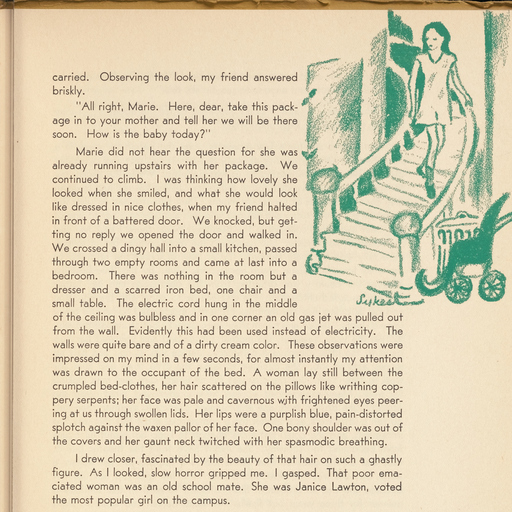 carried. Observing the look, my friend answered
briskly.
"All right, Marie. Here, dear, take this pack-
age in to your mother and tell her we will be there
soon. How is the baby today?"
Marie did not hear the question for she was
already running upstairs with her package. We
continued to climb. I was thinking how lovely she
looked when she smiled, and what she would look
like dressed in nice clothes, when my friend halted
in front of a battered door. We knocked, but get-
ting no reply we opened the door and walked in.
We crossed a dingy hall into a small kitchen, passed
through two empty rooms and came at last into a
bedroom. There was nothing in the room but a
dresser and a scarred iron bed, one chair and a
small table. The electric cord hung in the middle
of the ceiling was bulbless and in one corner an old gas jet was pulled out
from the wall. Evidently this had been used instead of electricity. The
walls were quite bare and of a dirty cream color. These observations were
impressed on my mind in a few seconds, for almost instantly my attention
was drawn to the occupant of the bed. A woman lay still between the
crumpled bed-clothes, her hair scattered on the pillows like writhing cop-
pery serpents; her face was pale and cavernous with frightened eyes peer-
ing at us through swollen lids. Her lips were a purplish blue, pain-distorted
splotch against the waxen pallor of her face. One bony shoulder was out of
the covers and her gaunt neck twitched with her spasmodic breathing.
I drew closer, fascinated by the beauty of that hair on such a ghastly
figure. As I looked, slow horror gripped me. I gasped. That poor ema-
ciated woman was an old school mate. She was Janice Lawton, voted
the most popular girl on the campus.
Sykes